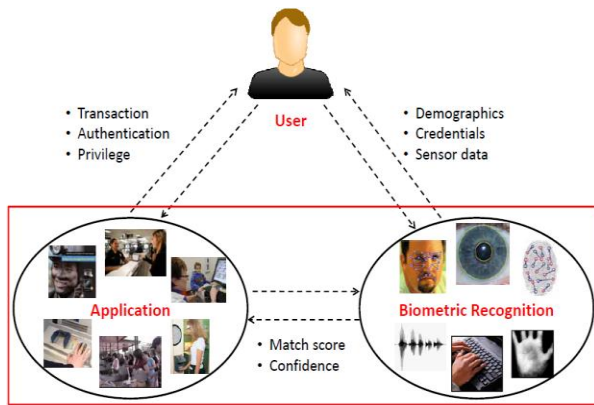 User
• Transaction
• Authentication
• Privilege
• Demographics
• Credentials
• Sensor data
Application
Biometric Recognition
• Match score
• Confidence